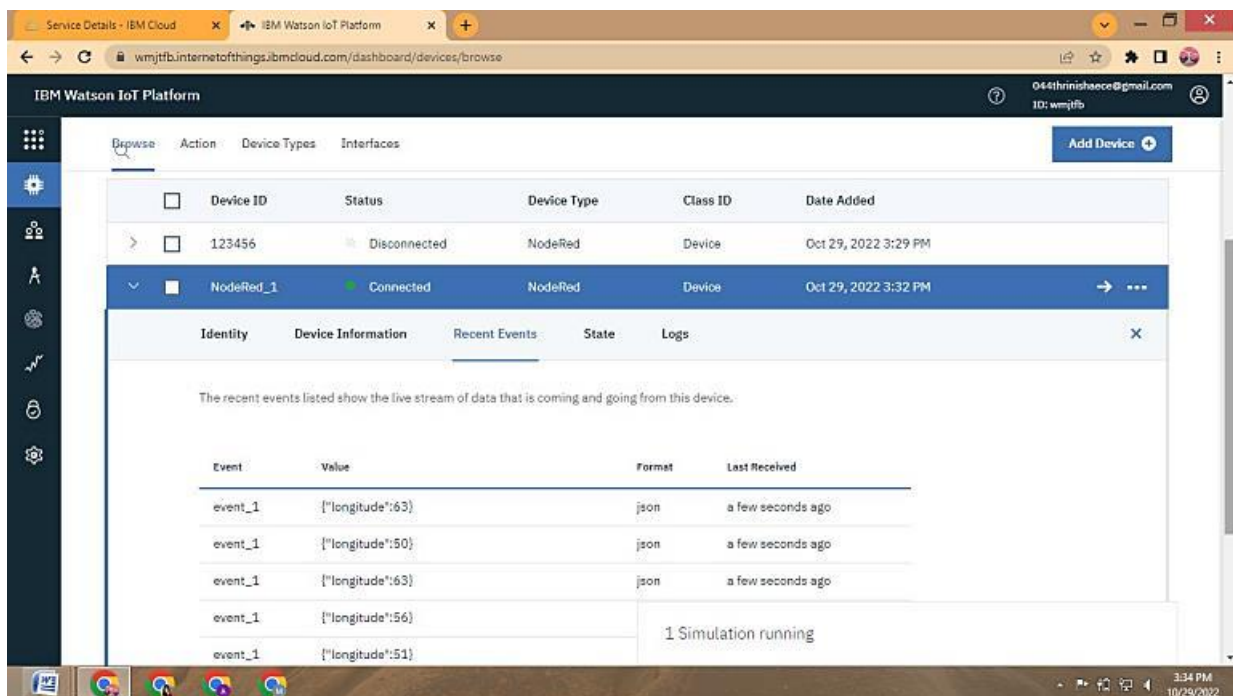 Service Details - IBM Cloud
IBM Watson IoT Platform
wmjtfb.internetofthings.ibmcloud.com/dashboard/devices/browse
IBM Watson IoT Platform
044thrinishaece@gmail.com
ID: wmjtfb
Browse Action Device Types Interfaces
Add Device
Device ID Status Device Type Class ID Date Added
123456 Disconnected NodeRed Device Oct 29, 2022 3:29 PM
NodeRed_1 Connected NodeRed Device Oct 29, 2022 3:32 PM
Identity Device Information Recent Events State Logs
The recent events listed show the live stream of data that is coming and going from this device.
Event Value Format Last Received
event_1 {"longitude":63} json a few seconds ago
event_1 {"longitude":50} json a few seconds ago
event_1 {"longitude":63} json a few seconds ago
event_1 {"longitude":56}
1 Simulation running
event_1 {"longitude":51}
3:34 PM
10/29/2022